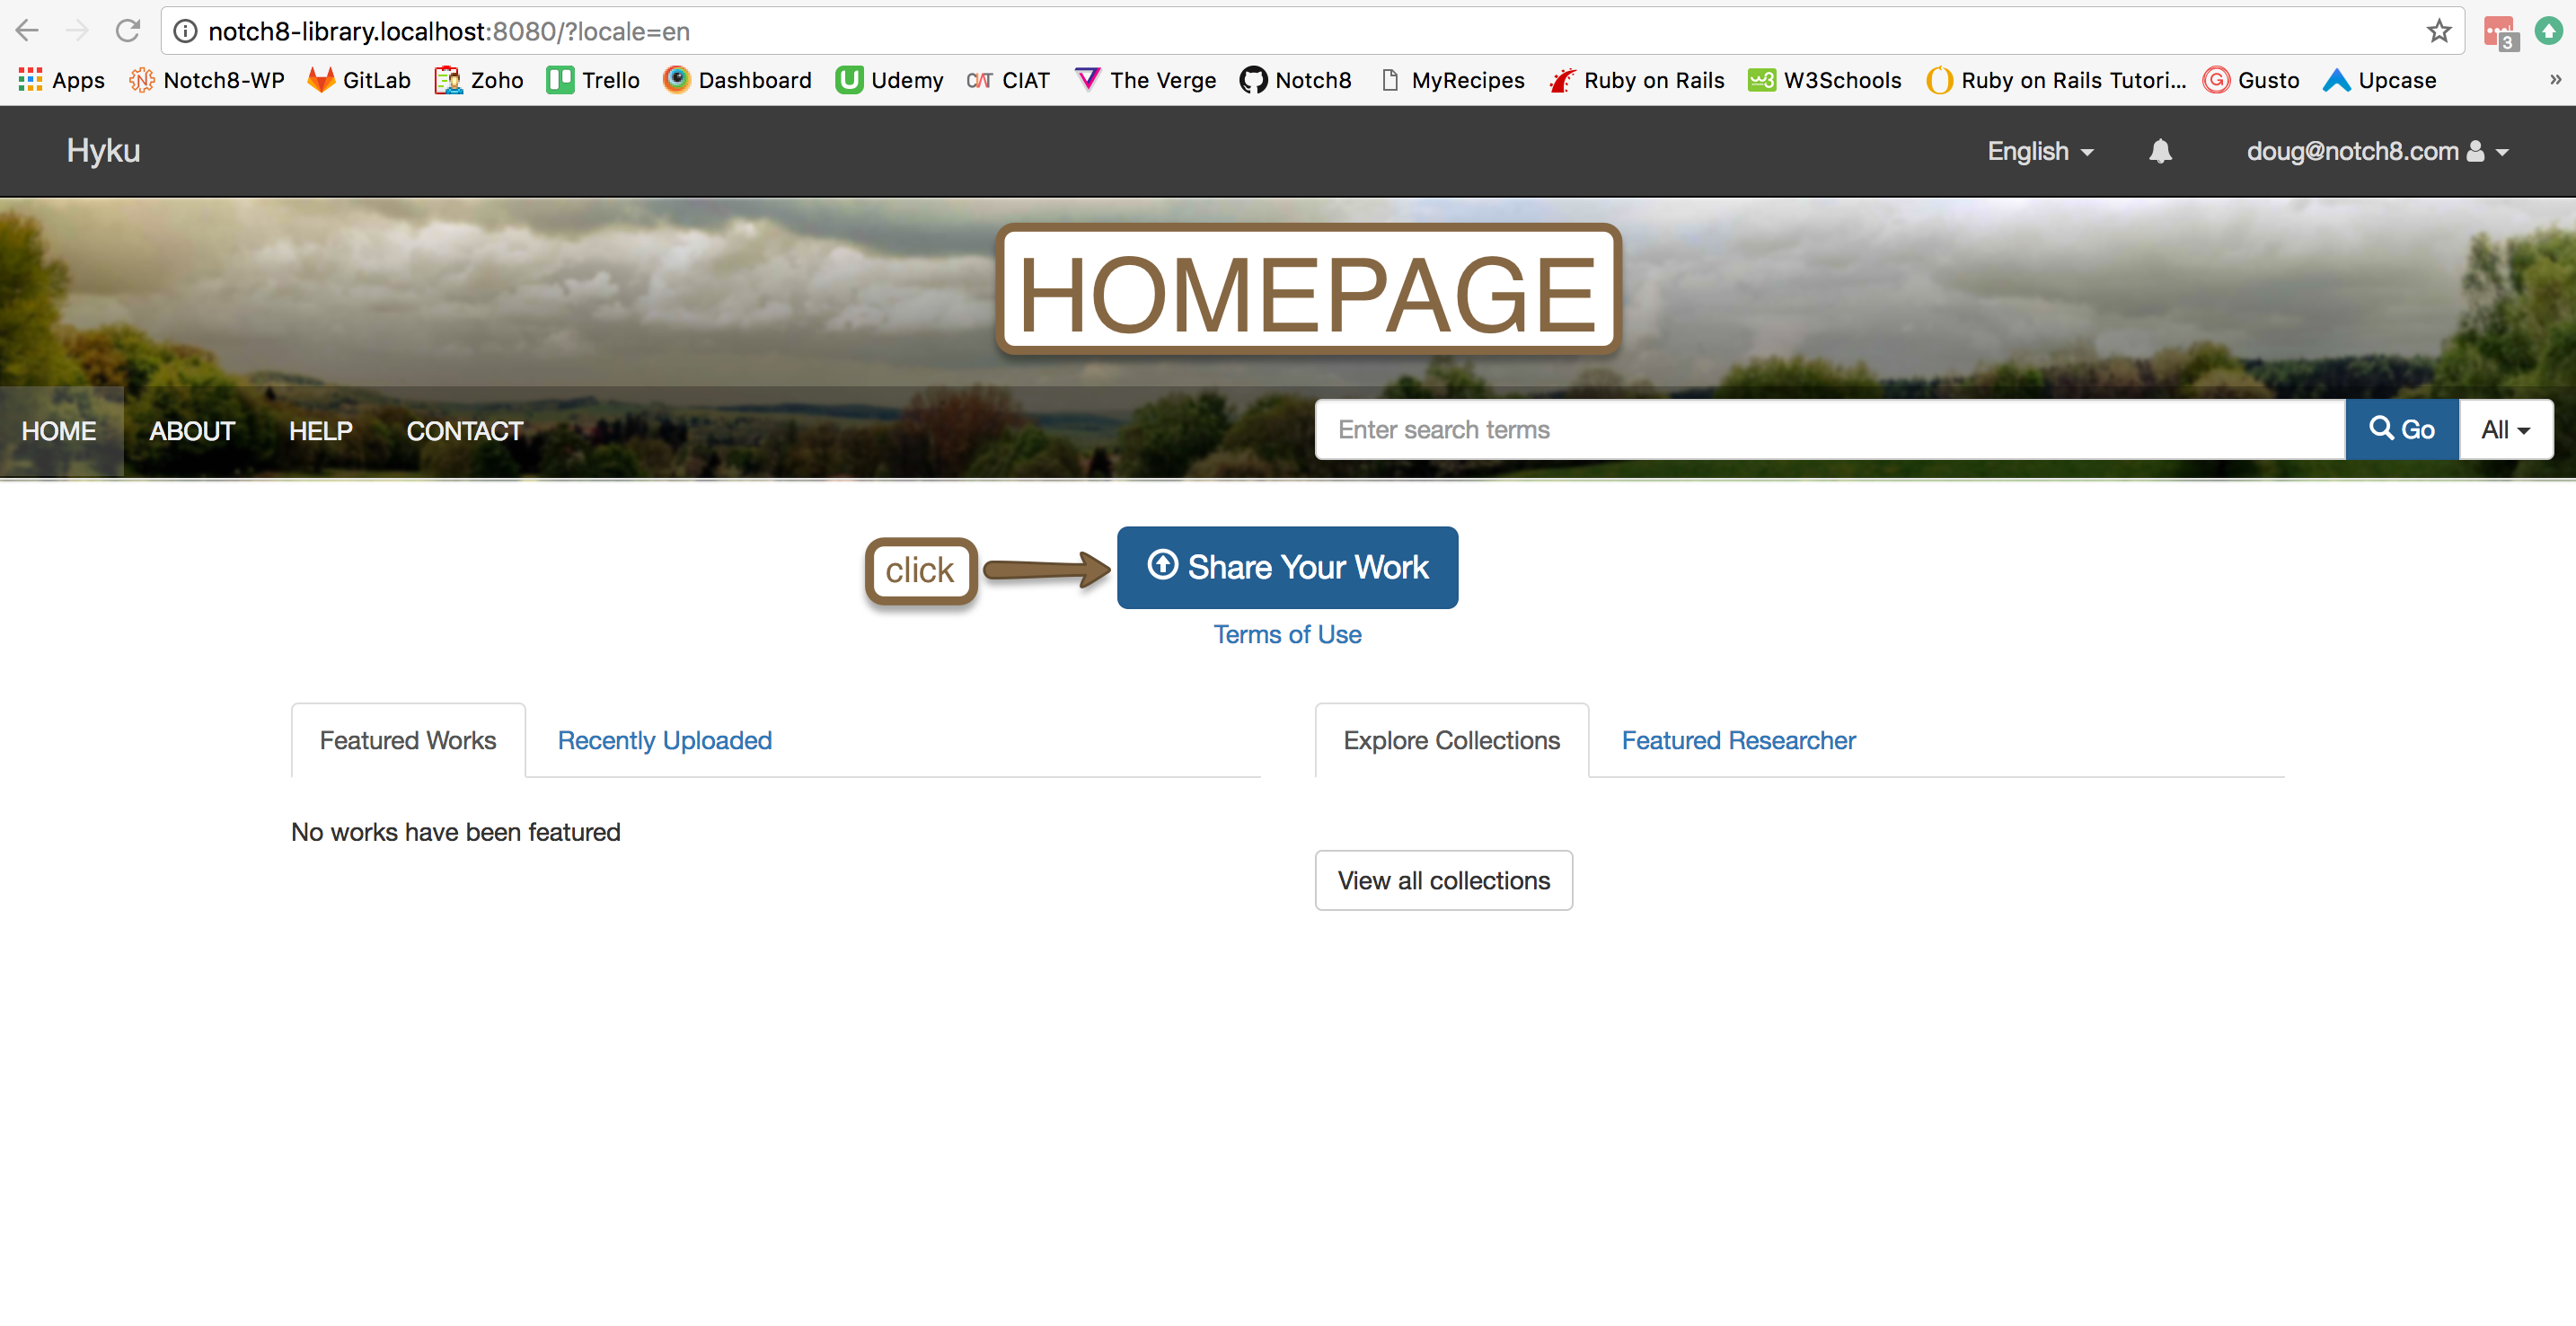 notch8-library.localhost:8080/?locale=en
3
Apps Notch8-WP GitLab Zoho Trello Dashboard Udemy CIAT CIAT The Verge Notch8 MyRecipes Ruby on Rails w3 W3Schools Ruby on Rails Tutori... G Gusto Upcase »
Hyku English doug@notch8.com
HOMEPAGE
HOME ABOUT HELP CONTACT Enter search terms Go All
click Share Your Work
Terms of Use
Featured Works Recently Uploaded Explore Collections Featured Researcher
No works have been featured
View all collections